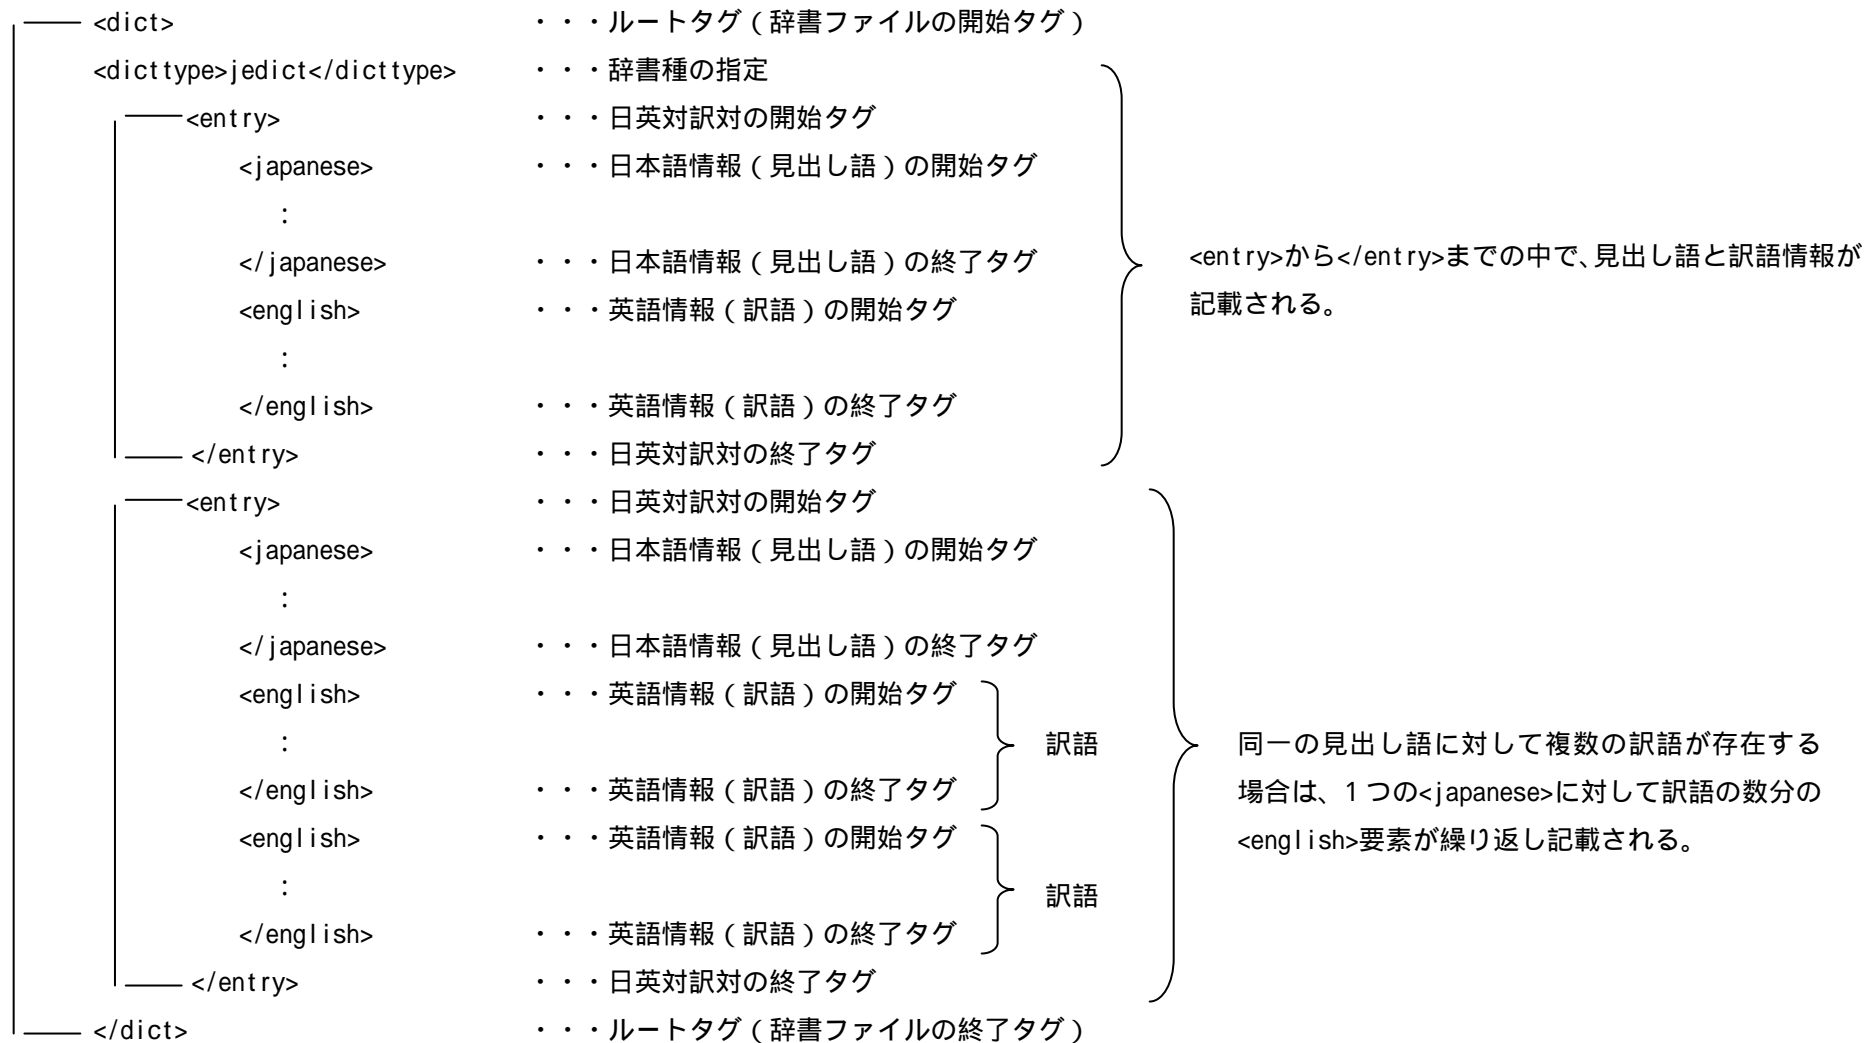 <dict> ・・・ルートタグ(辞書ファイルの開始タグ)
<dicttype>jedict</dicttype> ・・・辞書種の指定
<entry> ・・・日英対訳対の開始タグ
<japanese> ・・・日本語情報(見出し語)の開始タグ
:
</japanese> ・・・日本語情報(見出し語)の終了タグ
<english> ・・・英語情報(訳語)の開始タグ
:
</english> ・・・英語情報(訳語)の終了タグ
</entry> ・・・日英対訳対の終了タグ
<entry>から</entry>までの中で、見出し語と訳語情報が
記載される。
<entry> ・・・日英対訳対の開始タグ
<japanese> ・・・日本語情報(見出し語)の開始タグ
:
</japanese> ・・・日本語情報(見出し語)の終了タグ
<english> ・・・英語情報(訳語)の開始タグ
: 訳語
</english> ・・・英語情報(訳語)の終了タグ
<english> ・・・英語情報(訳語)の開始タグ
: 訳語
</english> ・・・英語情報(訳語)の終了タグ
</entry> ・・・日英対訳対の終了タグ
同一の見出し語に対して複数の訳語が存在する
場合は、1つの<japanese>に対して訳語の数分の
<english>要素が繰り返し記載される。
</dict> ・・・ルートタグ(辞書ファイルの終了タグ)